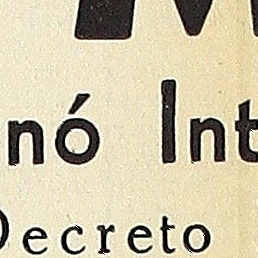 nó Int
Decreto